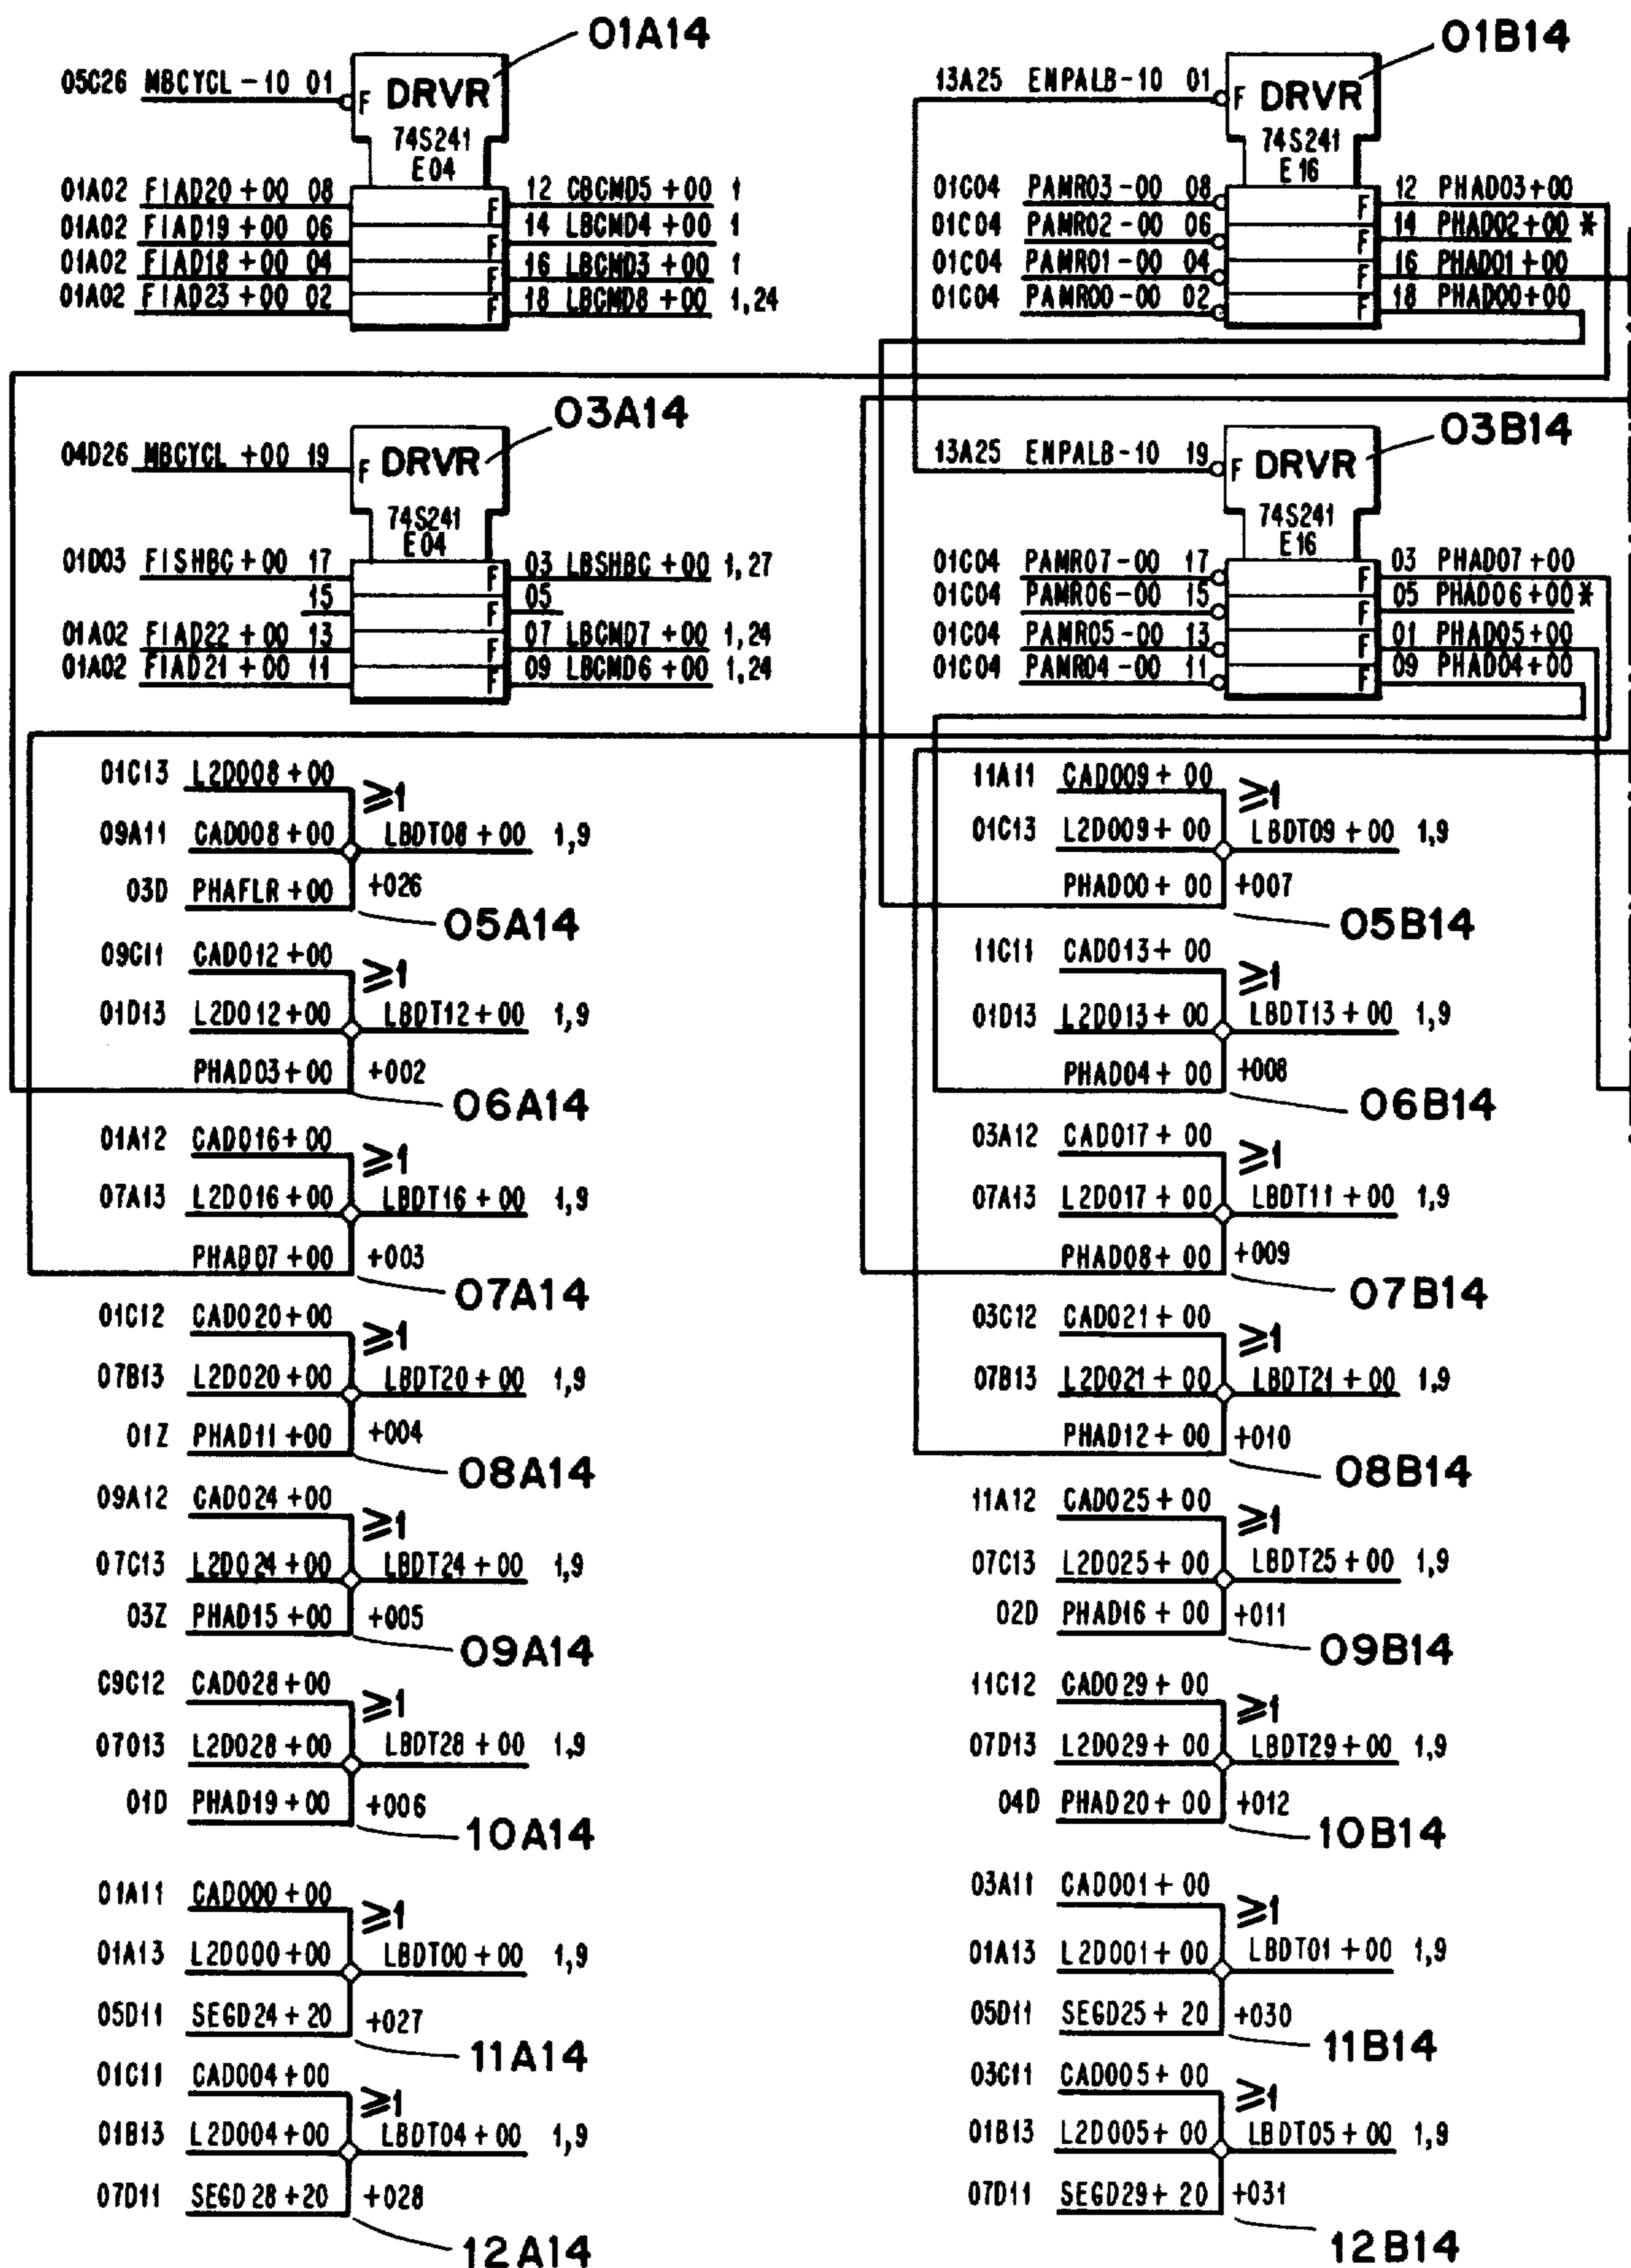 01A14
05C26 MBCYCL-10 01 F DRVR
74S241
E04
01A02 FIAD20+00 08 F 12 CBCMD5+00 1
01A02 FIAD19+00 06 F 14 LBCMD4+00 1
01A02 FIAD18+00 04 F 16 LBCMD3+00 1
01A02 FIAD23+00 02 F 18 LBCMD8+00 1,24
01B14
13A25 ENPALB-10 01 F DRVR
74S241
E16
01C04 PAMR03-00 08 F 12 PHAD03+00
01C04 PAMR02-00 06 F 14 PHAD02+00 *
01C04 PAMR01-00 04 F 16 PHAD01+00
01C04 PAMR00-00 02 F 18 PHAD00+00
03A14
04D26 MBCYCL+00 19 F DRVR
74S241
E04
01D03 FISHBC+00 17 F 03 LBSHBC+00 1,27
15 F 05
01A02 FIAD22+00 13 F 07 LBCMD7+00 1,24
01A02 FIAD21+00 11 F 09 LBCMD6+00 1,24
03B14
13A25 ENPALB-10 19 F DRVR
74S241
E16
01C04 PAMR07-00 17 F 03 PHAD07+00
01C04 PAMR06-00 15 F 05 PHAD06+00 *
01C04 PAMR05-00 13 F 01 PHAD05+00
01C04 PAMR04-00 11 F 09 PHAD04+00
01C13 L2D008+00 ≥1
09A11 CAD008+00 LBDT08+00 1,9
03D PHAFLR+00 +026
05A14
11A11 CAD009+00 ≥1
01C13 L2D009+00 LBDT09+00 1,9
PHAD00+00 +007
05B14
09C11 CAD012+00 ≥1
01D13 L2D012+00 LBDT12+00 1,9
PHAD03+00 +002
06A14
11C11 CAD013+00 ≥1
01D13 L2D013+00 LBDT13+00 1,9
PHAD04+00 +008
06B14
01A12 CAD016+00 ≥1
07A13 L2D016+00 LBDT16+00 1,9
PHAD07+00 +003
07A14
03A12 CAD017+00 ≥1
07A13 L2D017+00 LBDT11+00 1,9
PHAD08+00 +009
07B14
01C12 CAD020+00 ≥1
07B13 L2D020+00 LBDT20+00 1,9
01Z PHAD11+00 +004
08A14
03C12 CAD021+00 ≥1
07B13 L2D021+00 LBDT21+00 1,9
PHAD12+00 +010
08B14
09A12 CAD024+00 ≥1
07C13 L2D024+00 LBDT24+00 1,9
03Z PHAD15+00 +005
09A14
11A12 CAD025+00 ≥1
07C13 L2D025+00 LBDT25+00 1,9
02D PHAD16+00 +011
09B14
C9C12 CAD028+00 ≥1
07013 L2D028+00 LBDT28+00 1,9
01D PHAD19+00 +006
10A14
11C12 CAD029+00 ≥1
07D13 L2D029+00 LBDT29+00 1,9
04D PHAD20+00 +012
10B14
01A11 CAD000+00 ≥1
01A13 L2D000+00 LBDT00+00 1,9
05D11 SEGD24+20 +027
11A14
03A11 CAD001+00 ≥1
01A13 L2D001+00 LBDT01+00 1,9
05D11 SEGD25+20 +030
11B14
01C11 CAD004+00 ≥1
01B13 L2D004+00 LBDT04+00 1,9
07D11 SEGD28+20 +028
12A14
03C11 CAD005+00 ≥1
01B13 L2D005+00 LBDT05+00 1,9
07D11 SEGD29+20 +031
12B14